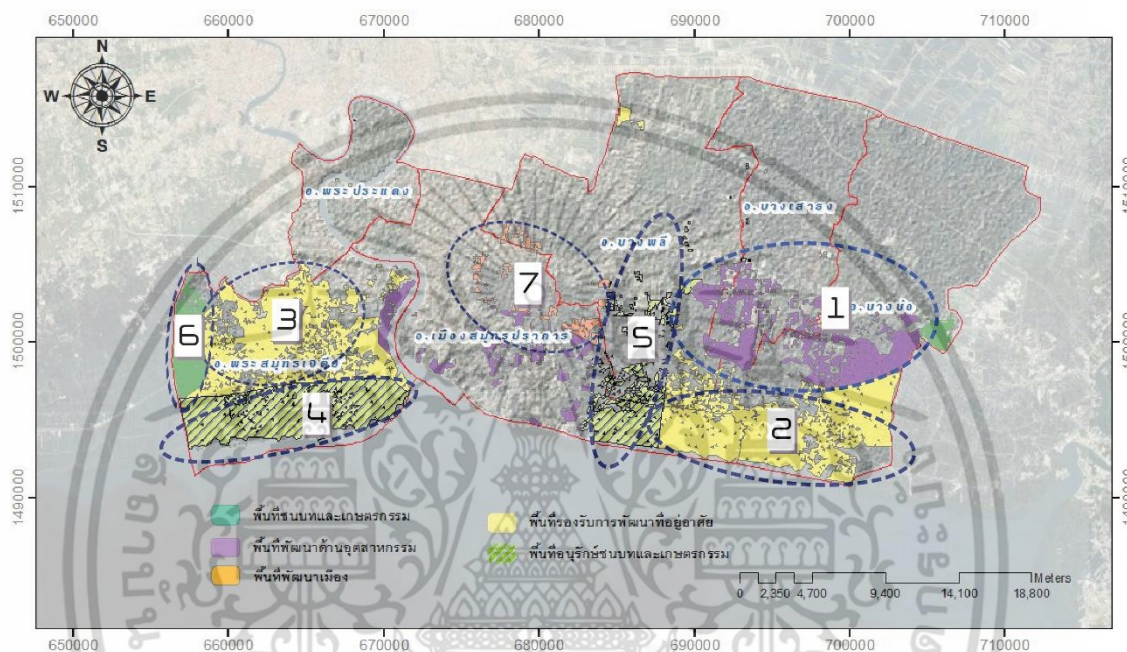 650000 660000 670000 680000 690000 700000 710000
N
W E
S
1510000 1510000
อ.พระประแดง
อ.บางเสาธง
อ.บางพลี
7
1
อ.บางบ่อ
6
3
5
1500000
อ.เมืองสมุทรปราการ
อ.พระสมุทรเจดีย์
4
2
1490000
พื้นที่ชนบทและเกษตรกรรม
พื้นที่รองรับการพัฒนาที่อยู่อาศัย
พื้นที่พัฒนาด้านอุตสาหกรรม
พื้นที่อนุรักษ์ชนบทและเกษตรกรรม
พื้นที่พัฒนาเมือง
Meters
0 2,350 4,700 9,400 14,100 18,800
650000 660000 670000 680000 690000 700000 710000